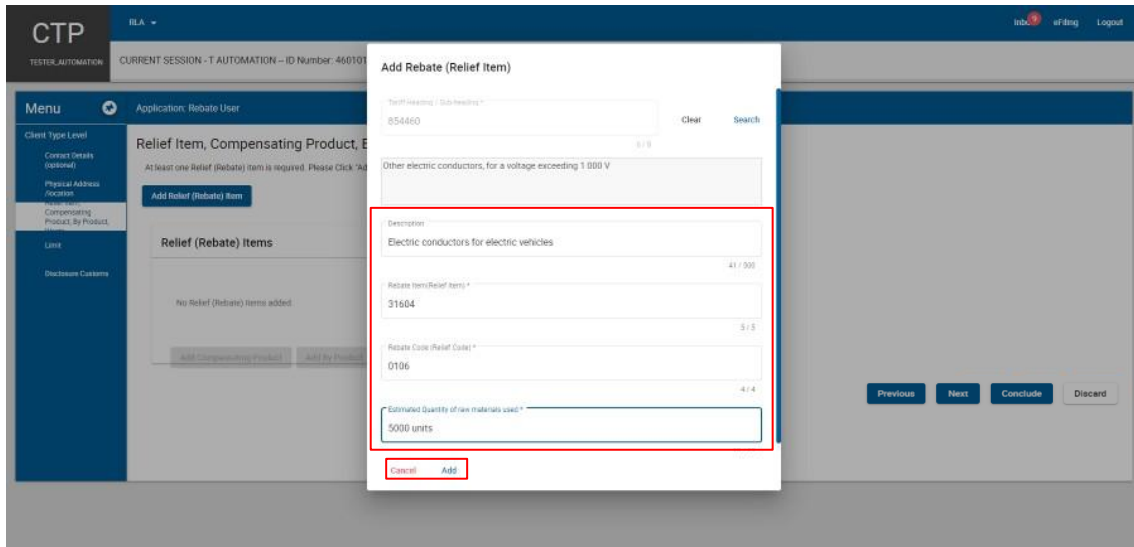 CTP
RLA
Inbox 9
eFiling
Logout
TESTER_AUTOMATION
CURRENT SESSION - T AUTOMATION – ID Number: 460101
Menu
Application: Rebate User
Client Type Level
Contact Details
(optional)
Physical Address
/location
Relief Item,
Compensating
Product, By Product,
Limit
Disclosure Customs
Relief Item, Compensating Product, B
At least one Relief (Rebate) item is required. Please Click 'Ad
Add Relief (Rebate) Item
Relief (Rebate) Items
No Relief (Rebate) items added.
Add Compensating Product
Add By Product
Add Rebate (Relief Item)
Tariff Heading / Sub-heading *
854460
Clear
Search
Other electric conductors, for a voltage exceeding 1 000 V
Description
Electric conductors for electric vehicles
41 / 500
Rebate Item(Relief Item) *
31604
5 / 5
Rebate Code (Relief Code) *
0106
4 / 4
Estimated Quantity of raw materials used *
5000 units
Cancel
Add
Previous
Next
Conclude
Discard